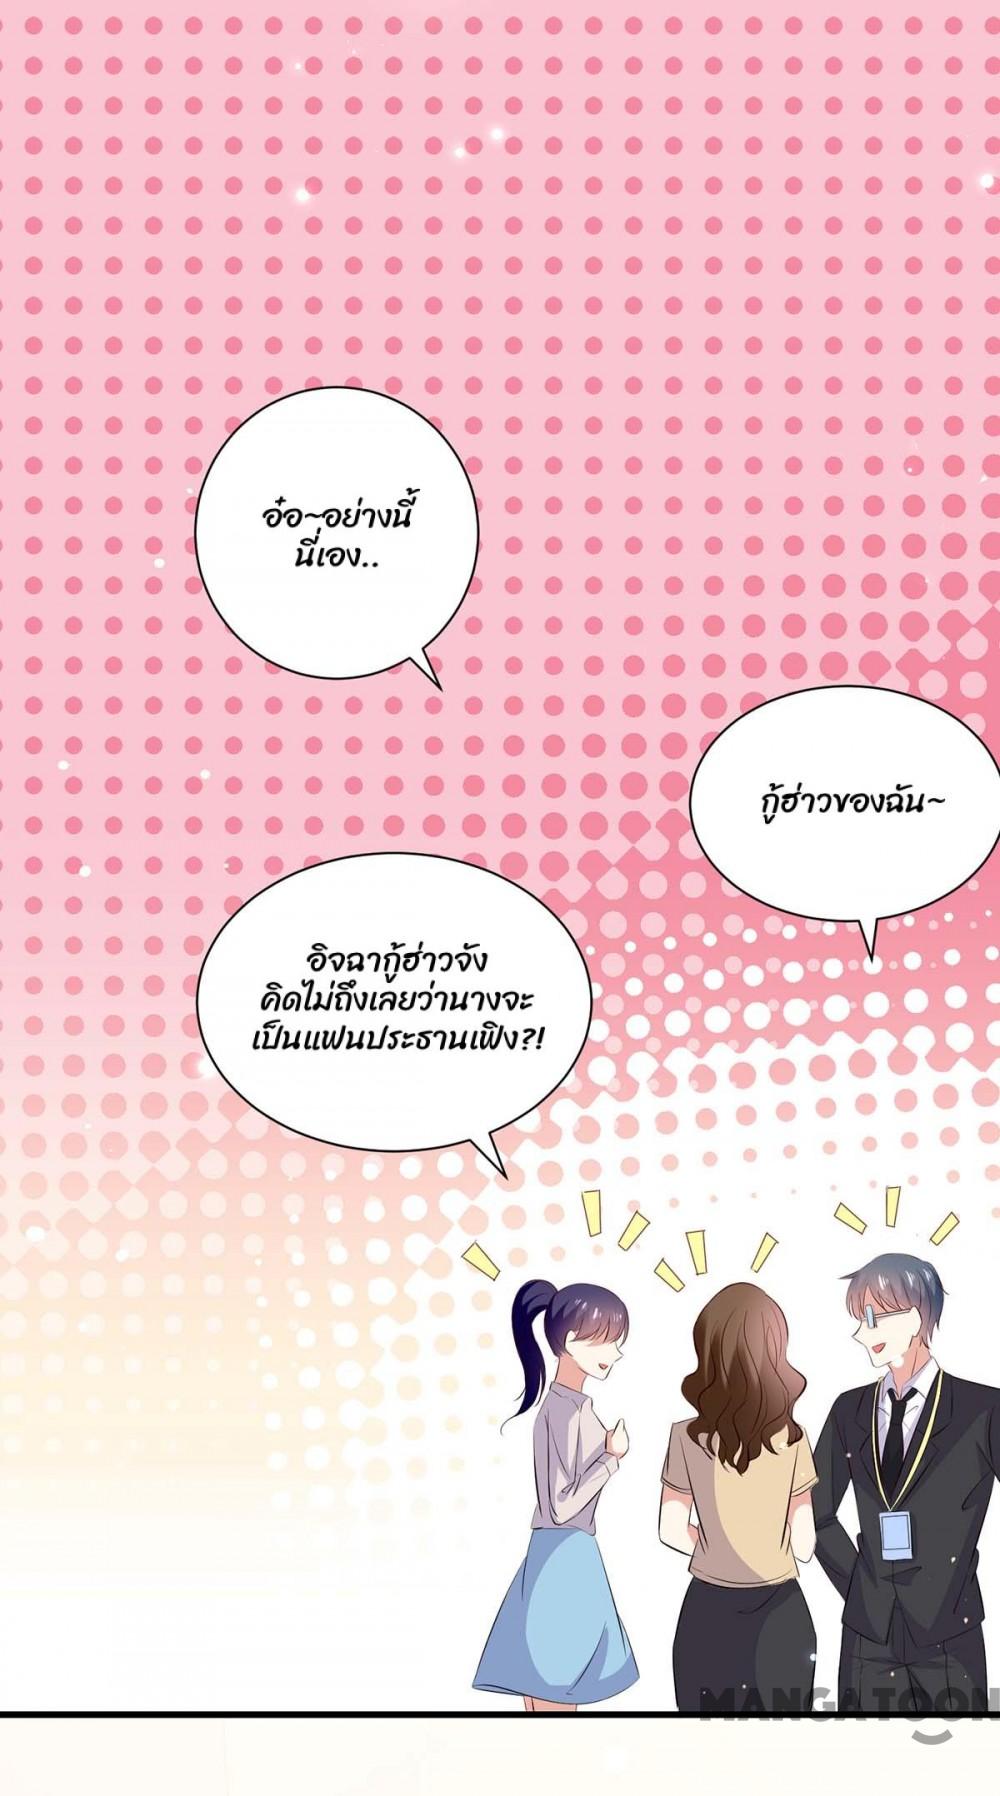 อ๋อ~อย่างนี้
นี่เอง..
กู้ฮ่าวของฉัน~
อิจฉากู้ฮ่าวจัง
คิดไม่ถึงเลยว่านางจะ
เป็นแฟนประธานเฟิง?!
MANGATOON